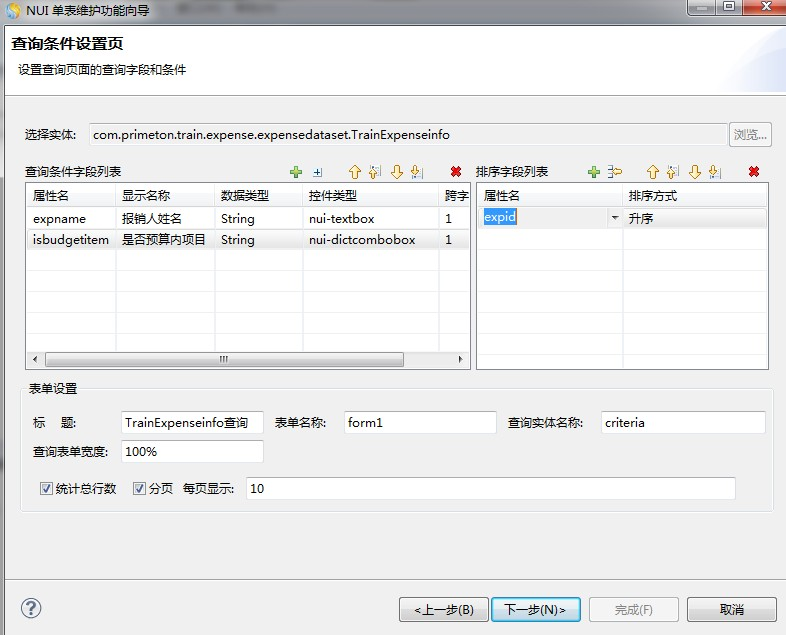 NUI 单表维护功能向导
查询条件设置页
设置查询页面的查询字段和条件
选择实体: com.primeton.train.expense.expensedataset.TrainExpenseinfo 浏览...
查询条件字段列表 排序字段列表
属性名 显示名称 数据类型 控件类型 跨字 属性名 排序方式
expname 报销人姓名 String nui-textbox 1 expid 升序
isbudgetitem 是否预算内项目 String nui-dictcombobox 1
表单设置
标 题: TrainExpenseinfo查询 表单名称: form1 查询实体名称: criteria
查询表单宽度: 100%
统计总行数 分页 每页显示: 10
<上一步(B) 下一步(N)> 完成(F) 取消